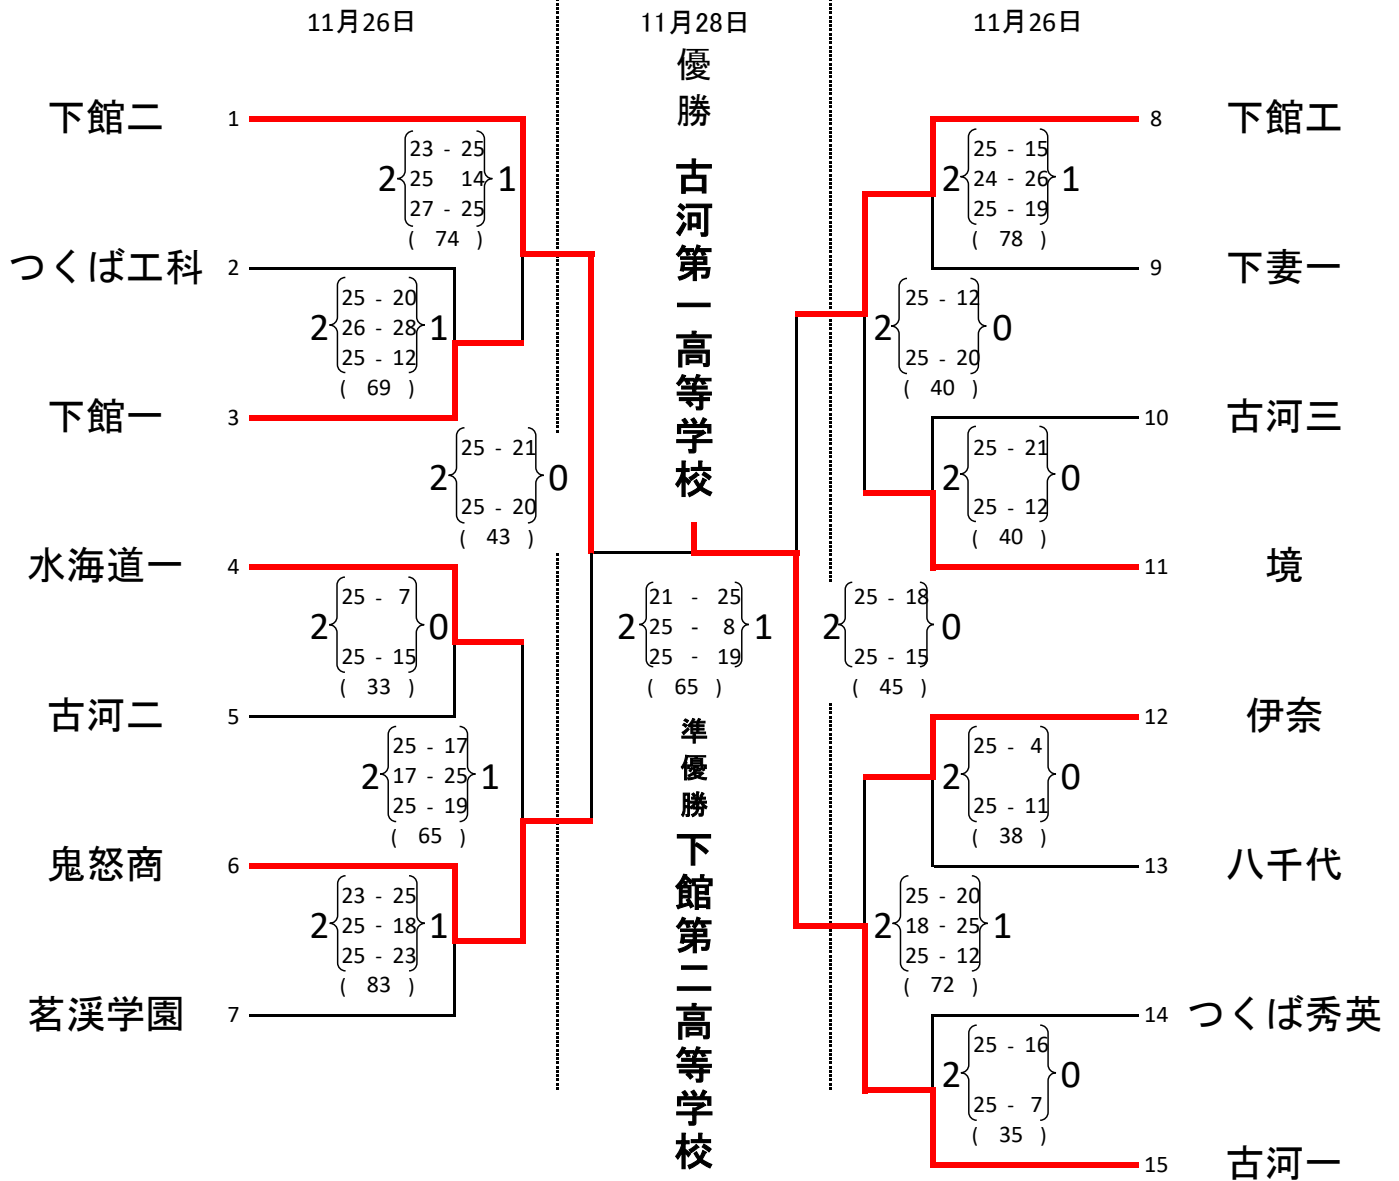 11月26日
11月28日
11月26日
優勝 古河第一高等学校
準優勝 下館第二高等学校
下館二 1
2 23 - 25 1
25 14
27 - 25
( 74 )
つくば工科 2
2 25 - 20 1
26 - 28
25 - 12
( 69 )
下館一 3
2 25 - 21 0
25 - 20
( 43 )
水海道一 4
2 25 - 7 0
25 - 15
( 33 )
古河二 5
2 25 - 17 1
17 - 25
25 - 19
( 65 )
鬼怒商 6
2 23 - 25 1
25 - 18
25 - 23
( 83 )
茗渓学園 7
2 21 - 25 1
25 - 8
25 - 19
( 65 )
8 下館工
2 25 - 15 1
24 - 26
25 - 19
( 78 )
9 下妻一
2 25 - 12 0
25 - 20
( 40 )
10 古河三
2 25 - 21 0
25 - 12
( 40 )
11 境
2 25 - 18 0
25 - 15
( 45 )
12 伊奈
2 25 - 4 0
25 - 11
( 38 )
13 八千代
2 25 - 20 1
18 - 25
25 - 12
( 72 )
14 つくば秀英
2 25 - 16 0
25 - 7
( 35 )
15 古河一